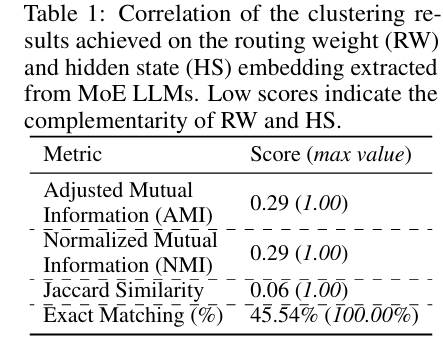 Table 1: Correlation of the clustering re-
sults achieved on the routing weight (RW)
and hidden state (HS) embedding extracted
from MoE LLMs. Low scores indicate the
complementarity of RW and HS.
Metric Score (max value)
Adjusted Mutual
Information (AMI) 0.29 (1.00)
Normalized Mutual
Information (NMI) 0.29 (1.00)
Jaccard Similarity 0.06 (1.00)
Exact Matching (%) 45.54% (100.00%)